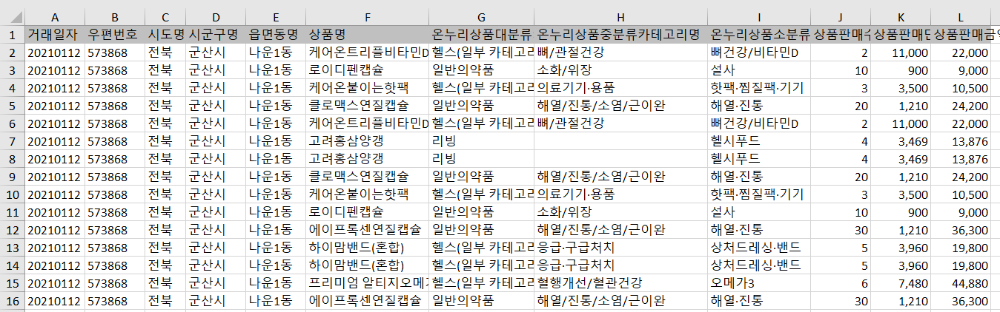 A B C D E F G H I J K L
1 거래일자 우편번호 시도명 시군구명 읍면동명 상품명 온누리상품대분류 온누리상품중분류카테고리명 온누리상품소분류 상품판매수 상품판매단 상품판매금액
2 20210112 573868 전북 군산시 나운1동 케어온트리플비타민D 헬스(일부 카테고리 뼈/관절건강 뼈건강/비타민D 2 11,000 22,000
3 20210112 573868 전북 군산시 나운1동 로이디펜캡슐 일반의약품 소화/위장 설사 10 900 9,000
4 20210112 573868 전북 군산시 나운1동 케어온붙이는핫팩 헬스(일부 카테고리 의료기기·용품 핫팩·찜질팩·기기 3 3,500 10,500
5 20210112 573868 전북 군산시 나운1동 클로맥스연질캡슐 일반의약품 해열/진통/소염/근이완 해열·진통 20 1,210 24,200
6 20210112 573868 전북 군산시 나운1동 케어온트리플비타민D 헬스(일부 카테고리 뼈/관절건강 뼈건강/비타민D 2 11,000 22,000
7 20210112 573868 전북 군산시 나운1동 고려홍삼양갱 리빙 헬시푸드 4 3,469 13,876
8 20210112 573868 전북 군산시 나운1동 고려홍삼양갱 리빙 헬시푸드 4 3,469 13,876
9 20210112 573868 전북 군산시 나운1동 클로맥스연질캡슐 일반의약품 해열/진통/소염/근이완 해열·진통 20 1,210 24,200
10 20210112 573868 전북 군산시 나운1동 케어온붙이는핫팩 헬스(일부 카테고리 의료기기·용품 핫팩·찜질팩·기기 3 3,500 10,500
11 20210112 573868 전북 군산시 나운1동 로이디펜캡슐 일반의약품 소화/위장 설사 10 900 9,000
12 20210112 573868 전북 군산시 나운1동 에이프록센연질캡슐 일반의약품 해열/진통/소염/근이완 해열·진통 30 1,210 36,300
13 20210112 573868 전북 군산시 나운1동 하이맘밴드(혼합) 헬스(일부 카테고리 응급·구급처치 상처드레싱·밴드 5 3,960 19,800
14 20210112 573868 전북 군산시 나운1동 하이맘밴드(혼합) 헬스(일부 카테고리 응급·구급처치 상처드레싱·밴드 5 3,960 19,800
15 20210112 573868 전북 군산시 나운1동 프리미엄 알티지오메가 헬스(일부 카테고리 혈행개선/혈관건강 오메가3 6 7,480 44,880
16 20210112 573868 전북 군산시 나운1동 에이프록센연질캡슐 일반의약품 해열/진통/소염/근이완 해열·진통 30 1,210 36,300